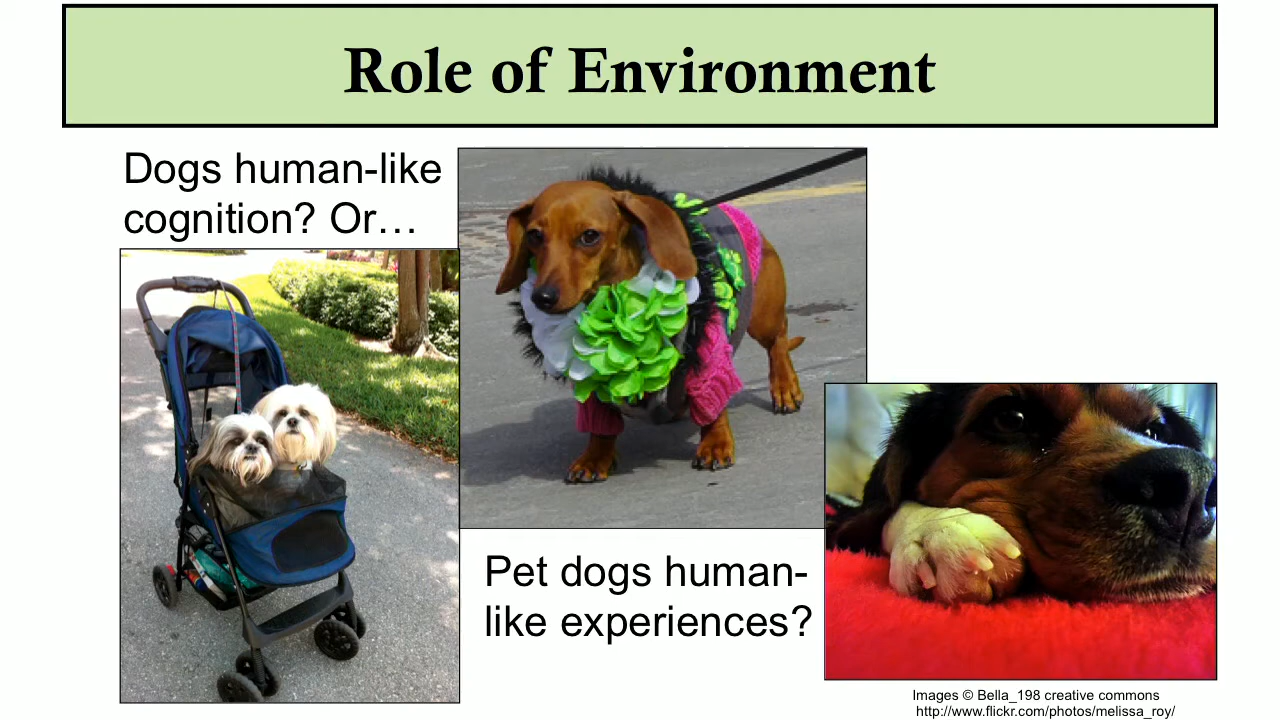 Role of Environment
Dogs human-like
cognition? Or…
Pet dogs human-
like experiences?
Images © Bella_198 creative commons
http://www.flickr.com/photos/melissa_roy/